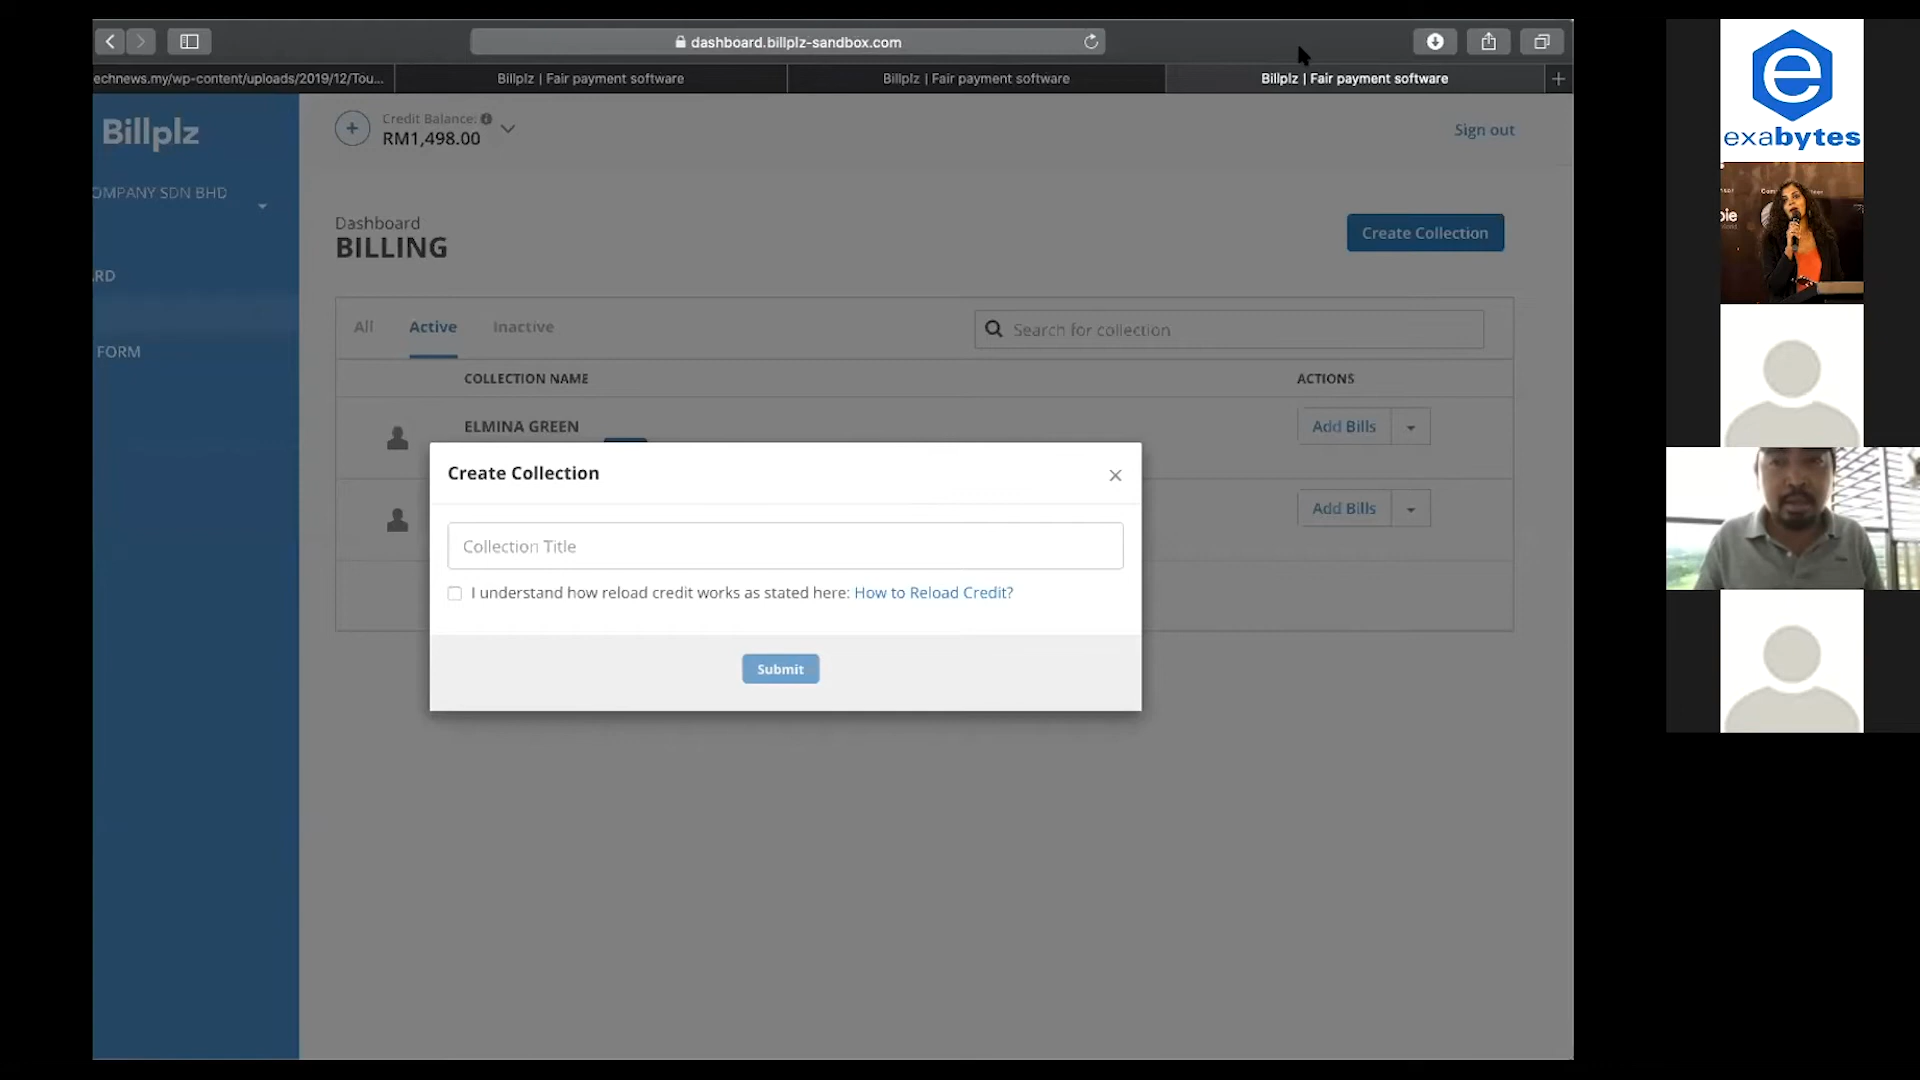 dashboard.billplz-sandbox.com
echnews.my/wp-content/uploads/2019/12/Tou...
Billplz | Fair payment software
Billplz | Fair payment software
Billplz | Fair payment software
Billplz
OMPANY SDN BHD
ARD
FORM
Credit Balance:
RM1,498.00
Sign out
Dashboard
BILLING
Create Collection
All
Active
Inactive
Search for collection
COLLECTION NAME
ACTIONS
ELMINA GREEN
Add Bills
Add Bills
Create Collection
Collection Title
I understand how reload credit works as stated here: How to Reload Credit?
Submit
exabytes